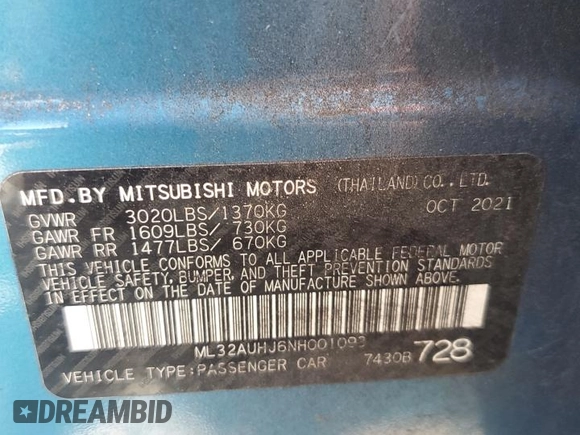 MFD.BY MITSUBISHI MOTORS (THAILAND) CO., LTD.
GVWR 3020LBS/1370KG OCT 2021
GAWR FR 1609LBS/ 730KG
GAWR RR 1477LBS/ 670KG
THIS VEHICLE CONFORMS TO ALL APPLICABLE FEDERAL MOTOR
VEHICLE SAFETY, BUMPER, AND THEFT PREVENTION STANDARDS
IN EFFECT ON THE DATE OF MANUFACTURE SHOWN ABOVE.
ML32AUHJ6NH001093
VEHICLE TYPE:PASSENGER CAR 7430B 728
DREAMBID